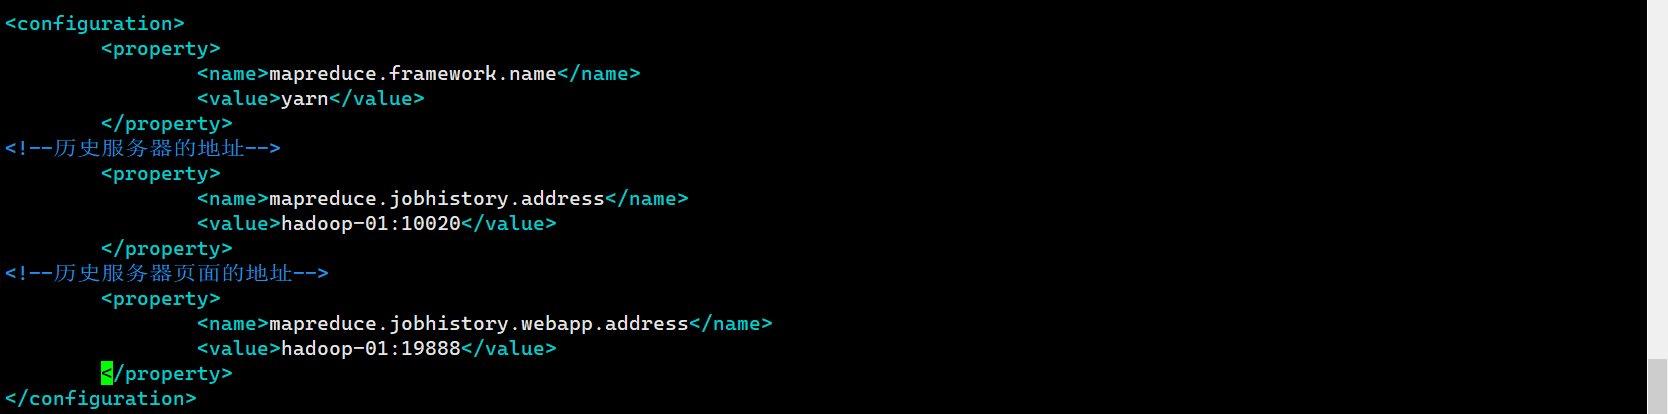 <configuration>
        <property>
                <name>mapreduce.framework.name</name>
                <value>yarn</value>
        </property>
<!--历史服务器的地址-->
        <property>
                <name>mapreduce.jobhistory.address</name>
                <value>hadoop-01:10020</value>
        </property>
<!--历史服务器页面的地址-->
        <property>
                <name>mapreduce.jobhistory.webapp.address</name>
                <value>hadoop-01:19888</value>
        </property>
</configuration>